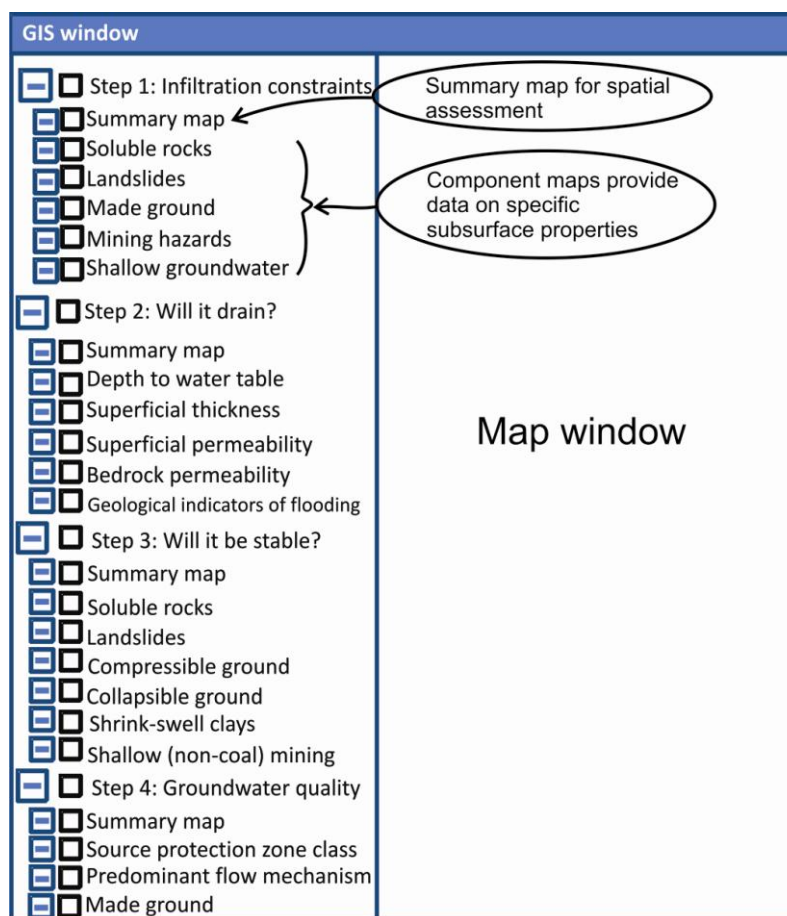 GIS window
Step 1: Infiltration constraints
Summary map
Soluble rocks
Landslides
Made ground
Mining hazards
Shallow groundwater
Summary map for spatial
assessment
Component maps provide
data on specific
subsurface properties
Step 2: Will it drain?
Summary map
Depth to water table
Superficial thickness
Superficial permeability
Bedrock permeability
Geological indicators of flooding
Map window
Step 3: Will it be stable?
Summary map
Soluble rocks
Landslides
Compressible ground
Collapsible ground
Shrink-swell clays
Shallow (non-coal) mining
Step 4: Groundwater quality
Summary map
Source protection zone class
Predominant flow mechanism
Made ground